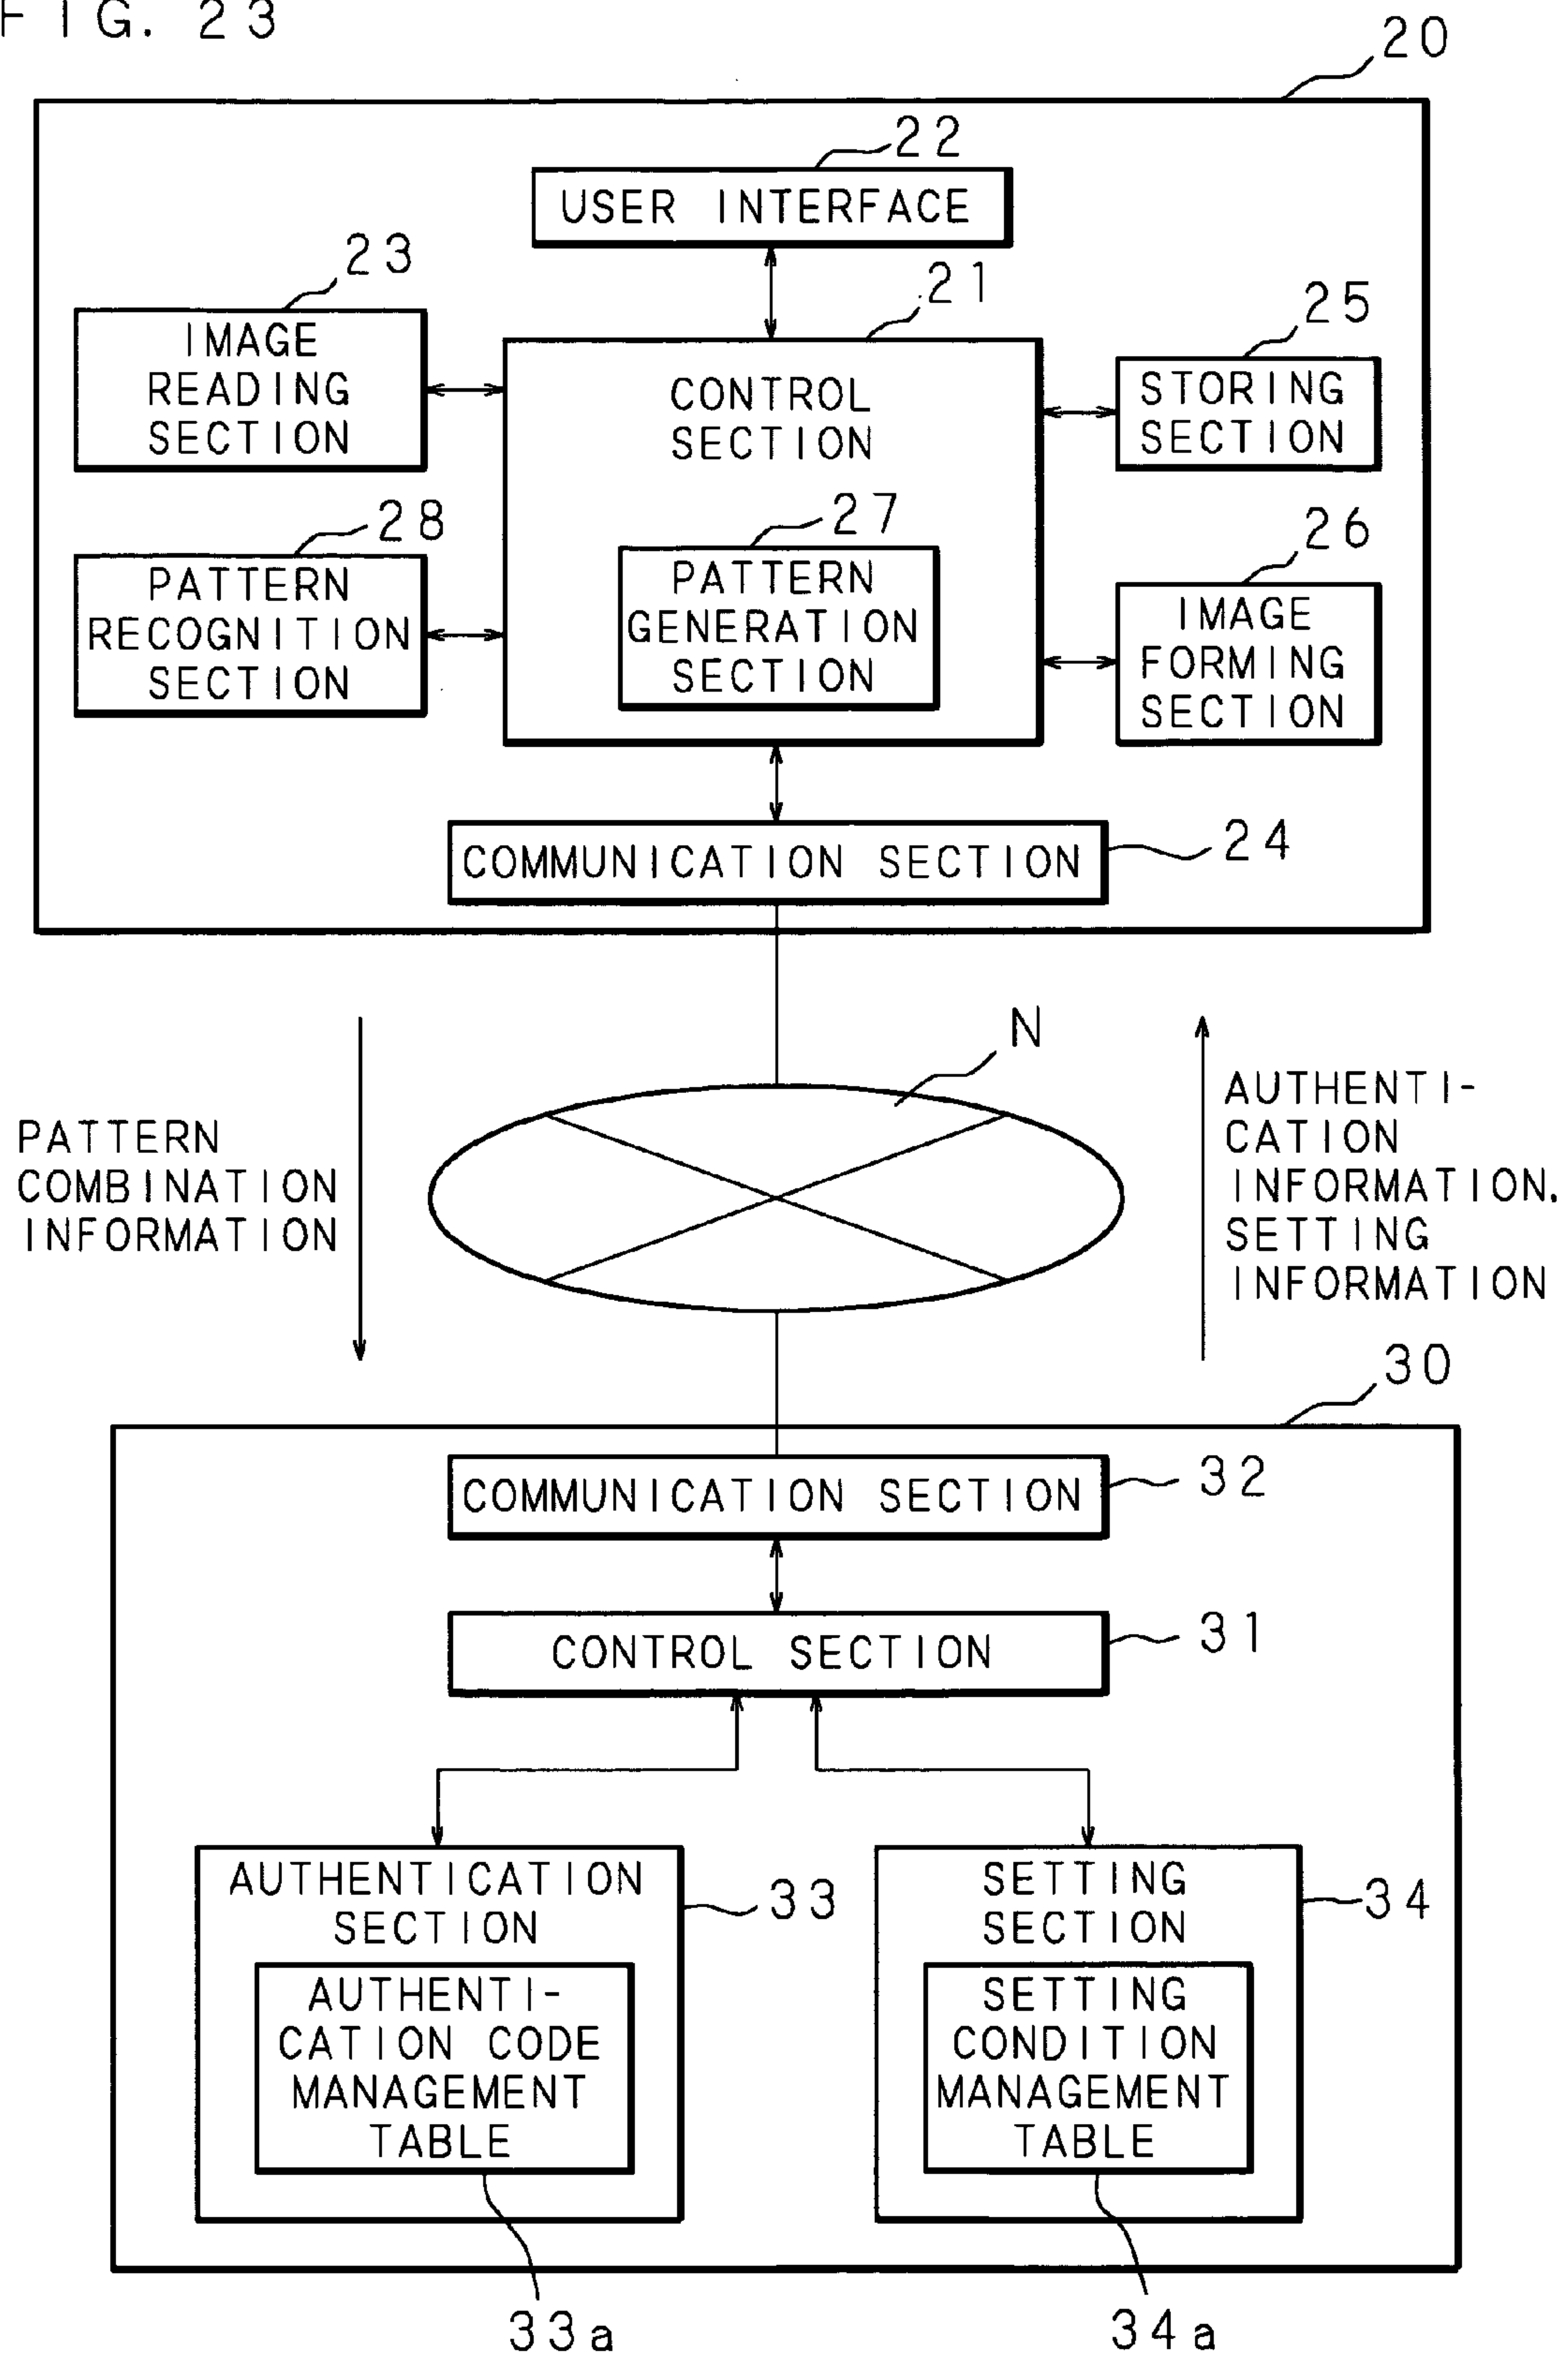 FIG. 23
20
22
USER INTERFACE
23
21
25
IMAGE
READING
SECTION
CONTROL
SECTION
STORING
SECTION
28
27
26
PATTERN
RECOGNITION
SECTION
PATTERN
GENERATION
SECTION
IMAGE
FORMING
SECTION
COMMUNICATION SECTION
24
N
PATTERN
COMBINATION
INFORMATION
AUTHENTI-
CATION
INFORMATION.
SETTING
INFORMATION
30
COMMUNICATION SECTION
32
CONTROL SECTION
31
AUTHENTICATION
SECTION
33
SETTING
SECTION
34
AUTHENTI-
CATION CODE
MANAGEMENT
TABLE
SETTING
CONDITION
MANAGEMENT
TABLE
33a
34a